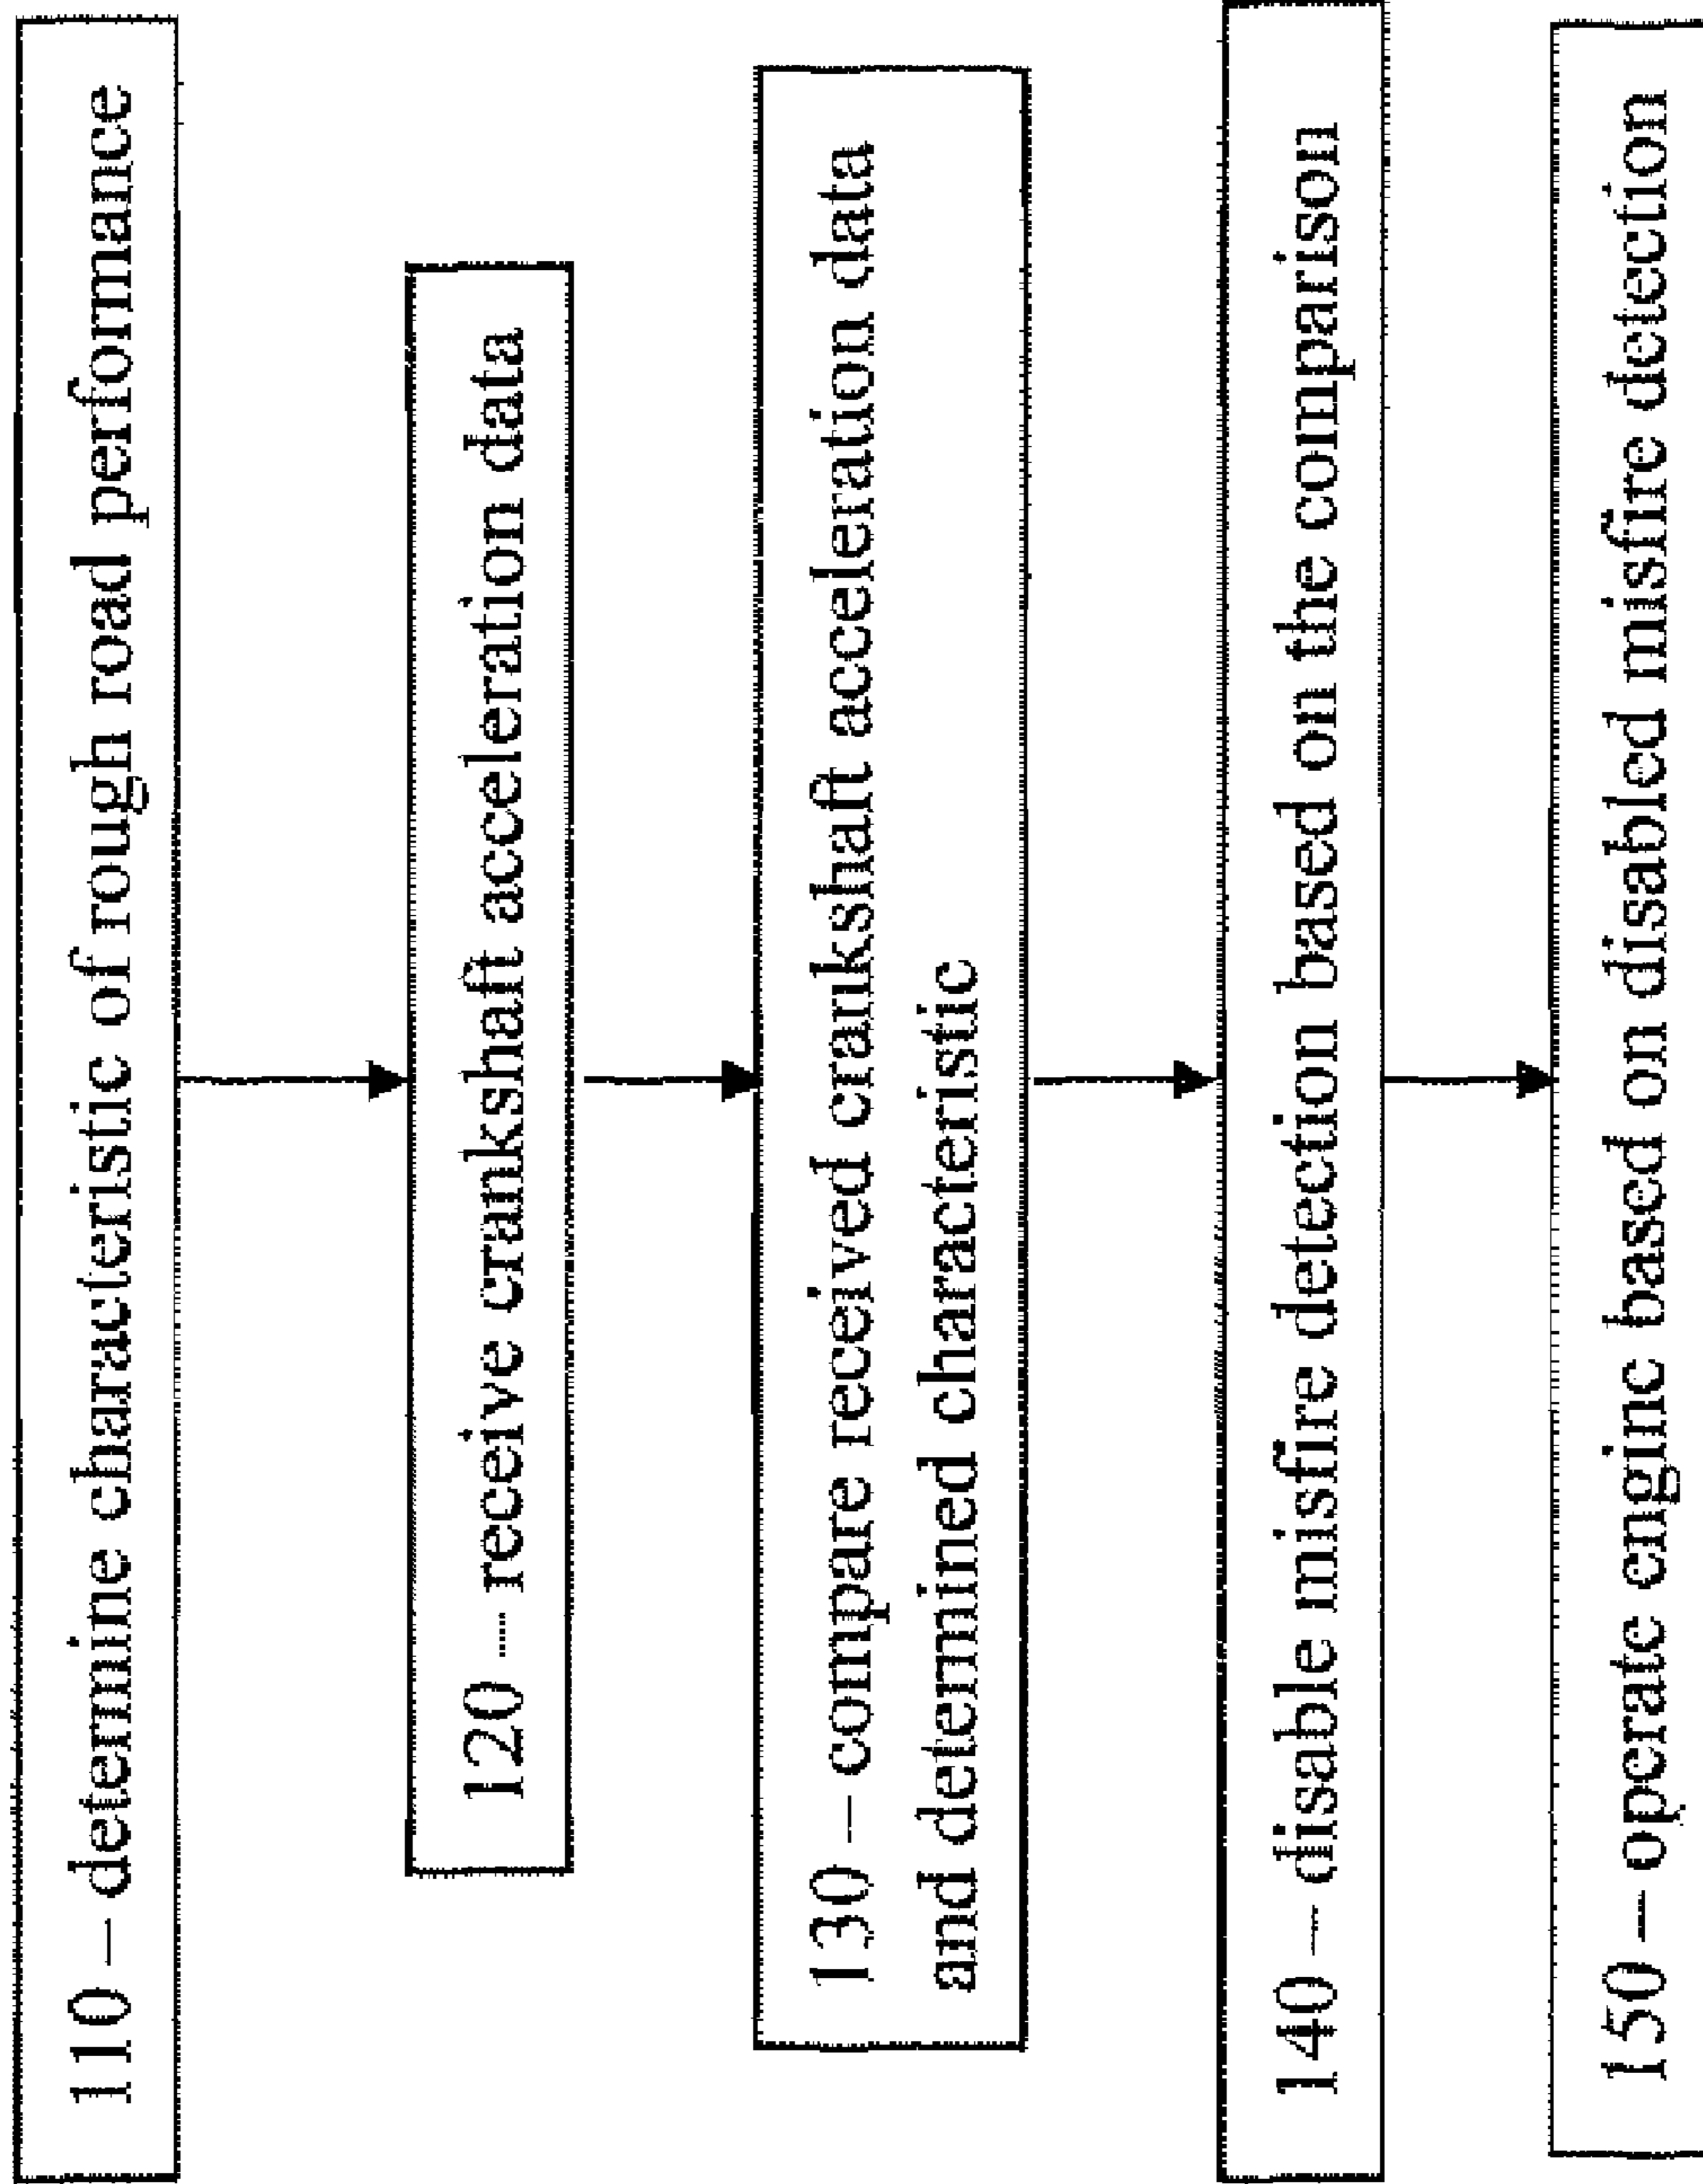 110 – determine characteristic of rough road performance
120 – receive crankshaft acceleration data
130 – compare received crankshaft acceleration data
and determined characteristic
140 – disable misfire detection based on the comparison
150 – operate engine based on disabled misfire detection